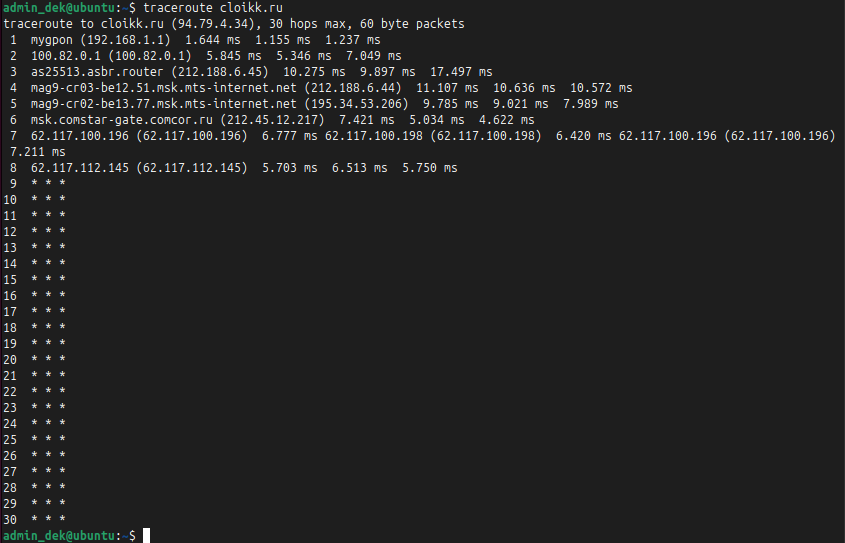 admin_dek@ubuntu:~$ traceroute cloikk.ru
traceroute to cloikk.ru (94.79.4.34), 30 hops max, 60 byte packets
 1  mygpon (192.168.1.1)  1.644 ms  1.155 ms  1.237 ms
 2  100.82.0.1 (100.82.0.1)  5.845 ms  5.346 ms  7.049 ms
 3  as25513.asbr.router (212.188.6.45)  10.275 ms  9.897 ms  17.497 ms
 4  mag9-cr03-be12.51.msk.mts-internet.net (212.188.6.44)  11.107 ms  10.636 ms  10.572 ms
 5  mag9-cr02-be13.77.msk.mts-internet.net (195.34.53.206)  9.785 ms  9.021 ms  7.989 ms
 6  msk.comstar-gate.comcor.ru (212.45.12.217)  7.421 ms  5.034 ms  4.622 ms
 7  62.117.100.196 (62.117.100.196)  6.777 ms 62.117.100.198 (62.117.100.198)  6.420 ms 62.117.100.196 (62.117.100.196)
 7.211 ms
 8  62.117.112.145 (62.117.112.145)  5.703 ms  6.513 ms  5.750 ms
 9  * * *
10  * * *
11  * * *
12  * * *
13  * * *
14  * * *
15  * * *
16  * * *
17  * * *
18  * * *
19  * * *
20  * * *
21  * * *
22  * * *
23  * * *
24  * * *
25  * * *
26  * * *
27  * * *
28  * * *
29  * * *
30  * * *
admin_dek@ubuntu:~$